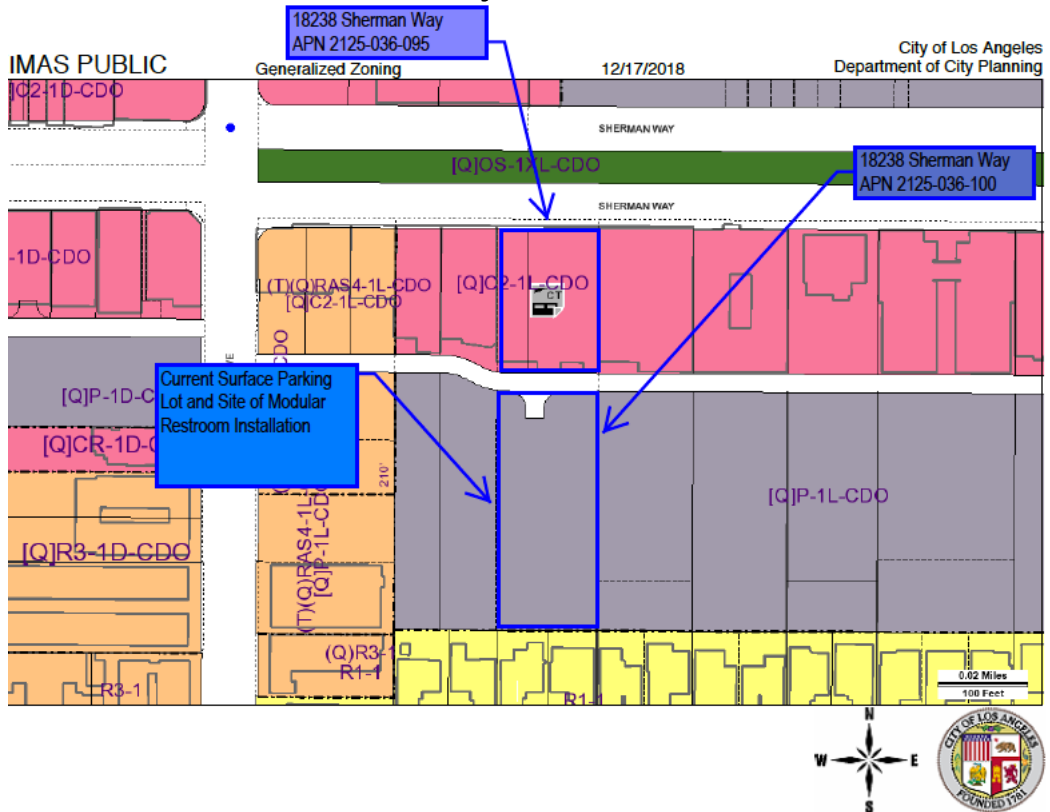 18238 Sherman Way
APN 2125-036-095
IMAS PUBLIC
Generalized Zoning
12/17/2018
City of Los Angeles
Department of City Planning
]C2-1D-CDO
SHERMAN WAY
[Q]OS-1XL-CDO
18238 Sherman Way
APN 2125-036-100
SHERMAN WAY
-1D-CDO
(T)(Q)RAS4-1L-CDO
[Q]C2-1L-CDO
[Q]C2-1L-CDO
CT
CDO
Current Surface Parking
Lot and Site of Modular
Restroom Installation
[Q]P-1D-C
[Q]CR-1D-C
210'
[Q]P-1L-CDO
(T)(Q)RAS4-1L-
[Q]P-1L-CDO
[Q]R3-1D-CDO
(Q)R3-1
R1-1
R3-1
R1-1
0.02 Miles
100 Feet
N
W
E
S
CITY OF LOS ANGELES
FOUNDED 1781